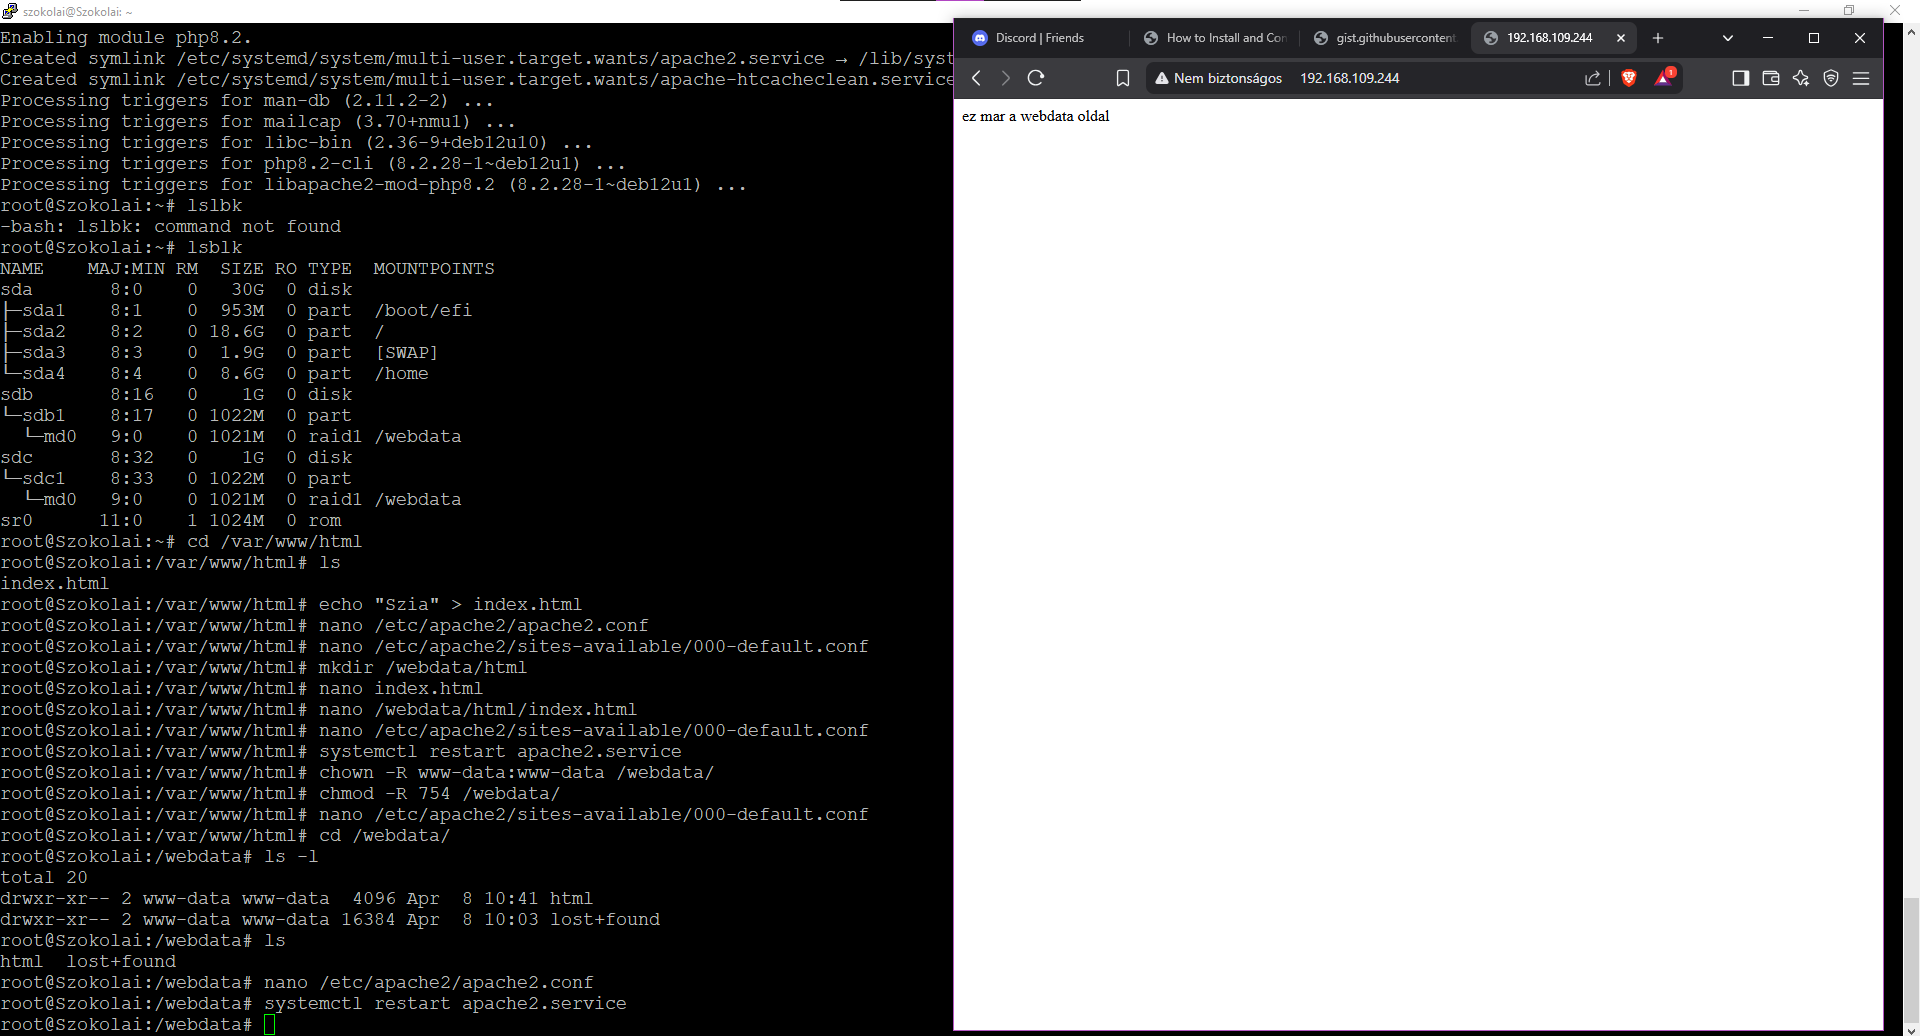 szokolai@Szokolai: ~
Enabling module php8.2.
Created symlink /etc/systemd/system/multi-user.target.wants/apache2.service → /lib/syst
Created symlink /etc/systemd/system/multi-user.target.wants/apache-htcacheclean.service
Processing triggers for man-db (2.11.2-2) ...
Processing triggers for mailcap (3.70+nmu1) ...
Processing triggers for libc-bin (2.36-9+deb12u10) ...
Processing triggers for php8.2-cli (8.2.28-1~deb12u1) ...
Processing triggers for libapache2-mod-php8.2 (8.2.28-1~deb12u1) ...
root@Szokolai:~# lslbk
-bash: lslbk: command not found
root@Szokolai:~# lsblk
NAME    MAJ:MIN RM  SIZE RO TYPE  MOUNTPOINTS
sda       8:0    0   30G  0 disk
├─sda1    8:1    0  953M  0 part  /boot/efi
├─sda2    8:2    0 18.6G  0 part  /
├─sda3    8:3    0  1.9G  0 part  [SWAP]
└─sda4    8:4    0  8.6G  0 part  /home
sdb       8:16   0    1G  0 disk
└─sdb1    8:17   0 1022M  0 part
  └─md0   9:0    0 1021M  0 raid1 /webdata
sdc       8:32   0    1G  0 disk
└─sdc1    8:33   0 1022M  0 part
  └─md0   9:0    0 1021M  0 raid1 /webdata
sr0      11:0    1 1024M  0 rom
root@Szokolai:~# cd /var/www/html
root@Szokolai:/var/www/html# ls
index.html
root@Szokolai:/var/www/html# echo "Szia" > index.html
root@Szokolai:/var/www/html# nano /etc/apache2/apache2.conf
root@Szokolai:/var/www/html# nano /etc/apache2/sites-available/000-default.conf
root@Szokolai:/var/www/html# mkdir /webdata/html
root@Szokolai:/var/www/html# nano index.html
root@Szokolai:/var/www/html# nano /webdata/html/index.html
root@Szokolai:/var/www/html# nano /etc/apache2/sites-available/000-default.conf
root@Szokolai:/var/www/html# systemctl restart apache2.service
root@Szokolai:/var/www/html# chown -R www-data:www-data /webdata/
root@Szokolai:/var/www/html# chmod -R 754 /webdata/
root@Szokolai:/var/www/html# nano /etc/apache2/sites-available/000-default.conf
root@Szokolai:/var/www/html# cd /webdata/
root@Szokolai:/webdata# ls -l
total 20
drwxr-xr-- 2 www-data www-data  4096 Apr  8 10:41 html
drwxr-xr-- 2 www-data www-data 16384 Apr  8 10:03 lost+found
root@Szokolai:/webdata# ls
html  lost+found
root@Szokolai:/webdata# nano /etc/apache2/apache2.conf
root@Szokolai:/webdata# systemctl restart apache2.service
root@Szokolai:/webdata#
Discord | Friends
How to Install and Con
gist.githubusercontent
192.168.109.244
Nem biztonságos 192.168.109.244
1
ez mar a webdata oldal